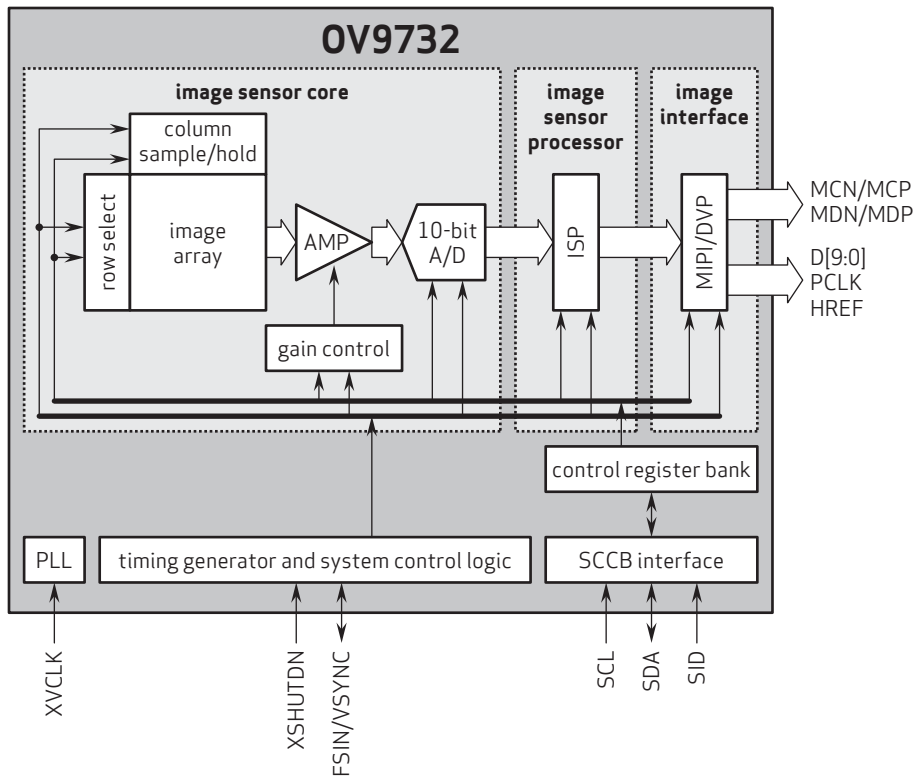 OV9732
image sensor core
image
sensor
processor
image
interface
column
sample/hold
row select
image
array
AMP
10-bit
A/D
ISP
MIPI/DVP
MCN/MCP
MDN/MDP
D[9:0]
PCLK
HREF
gain control
control register bank
PLL
timing generator and system control logic
SCCB interface
XVCLK
XSHUTDN
FSIN/VSYNC
SCL
SDA
SID